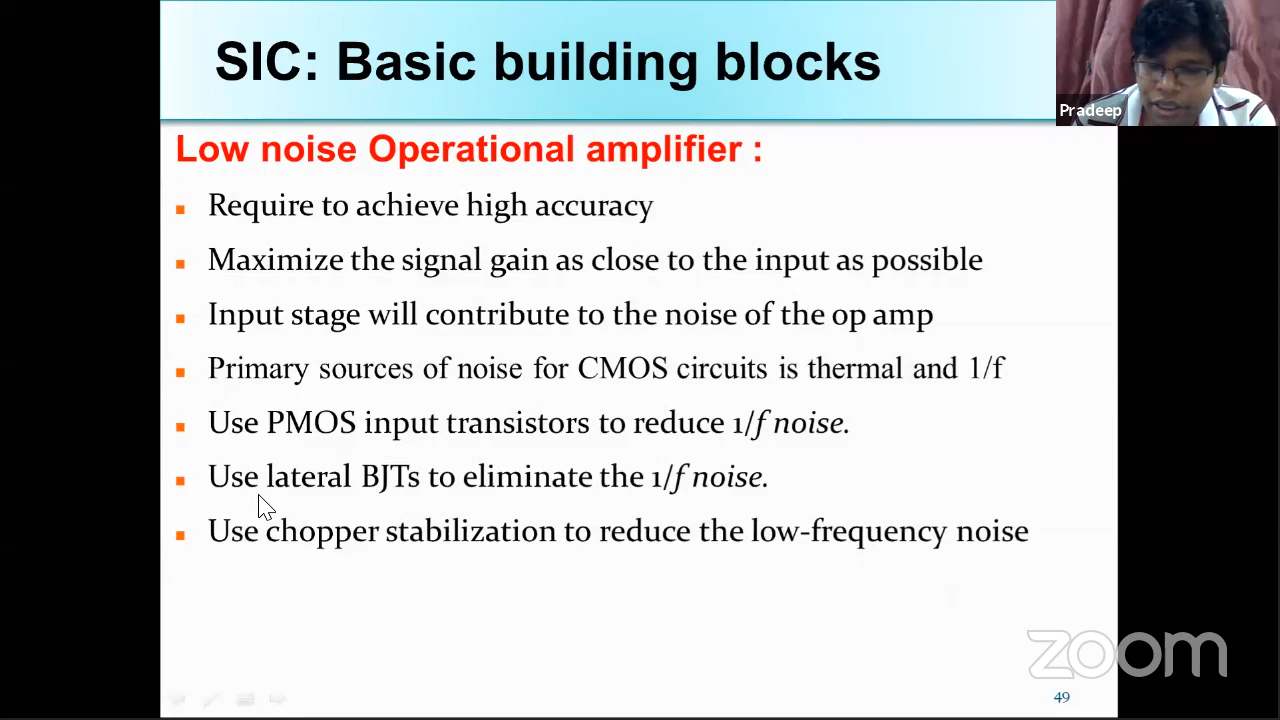 SIC: Basic building blocks
Pradeep
Low noise Operational amplifier :
Require to achieve high accuracy
Maximize the signal gain as close to the input as possible
Input stage will contribute to the noise of the op amp
Primary sources of noise for CMOS circuits is thermal and 1/f
Use PMOS input transistors to reduce 1/f noise.
Use lateral BJTs to eliminate the 1/f noise.
Use chopper stabilization to reduce the low-frequency noise
zoom
49